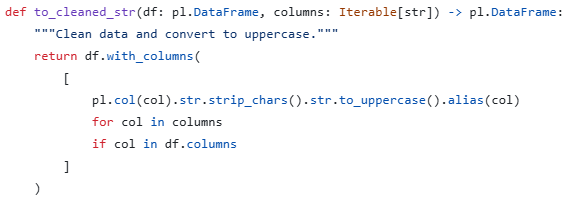 def to_cleaned_str(df: pl.DataFrame, columns: Iterable[str]) -> pl.DataFrame:
    """Clean data and convert to uppercase."""
    return df.with_columns(
        [
            pl.col(col).str.strip_chars().str.to_uppercase().alias(col)
            for col in columns
            if col in df.columns
        ]
    )